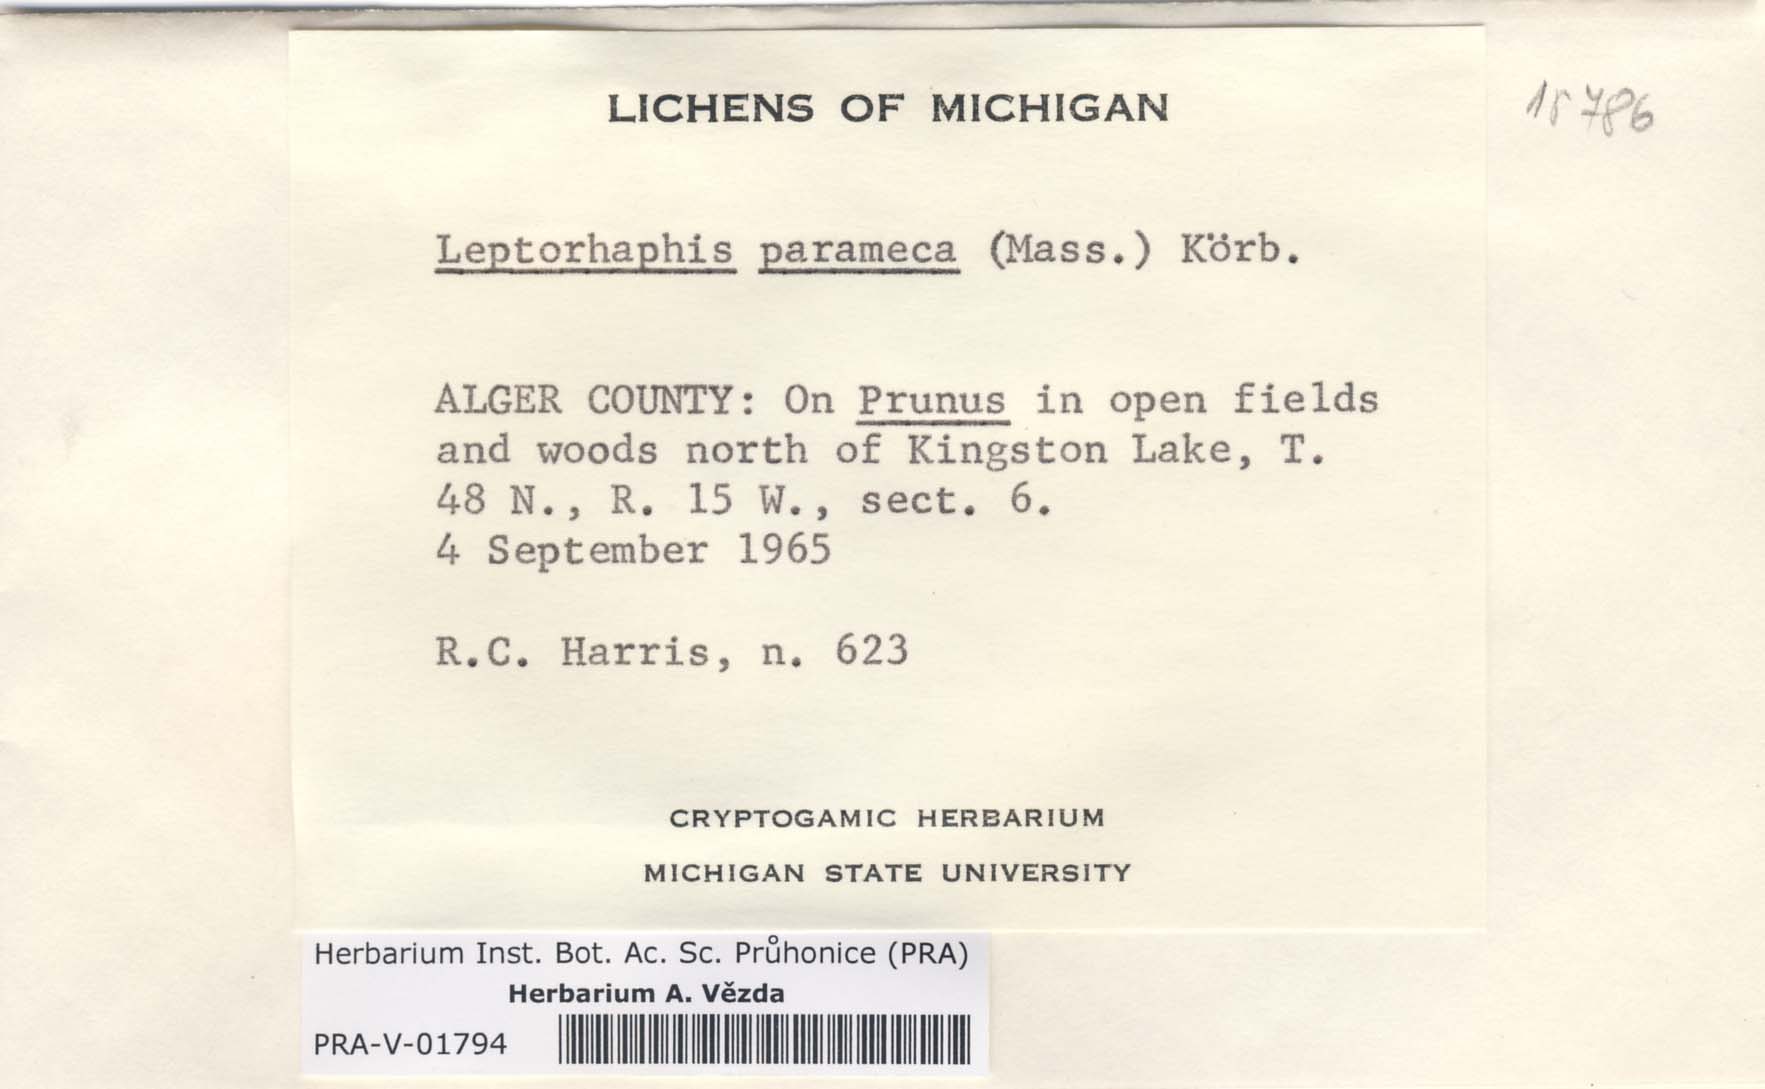 LICHENS OF MICHIGAN
15786
Leptorhaphis parameca (Mass.) Körb.
ALGER COUNTY: On Prunus in open fields
and woods north of Kingston Lake, T.
48 N., R. 15 W., sect. 6.
4 September 1965
R.C. Harris, n. 623
CRYPTOGAMIC HERBARIUM
MICHIGAN STATE UNIVERSITY
Herbarium Inst. Bot. Ac. Sc. Průhonice (PRA)
Herbarium A. Vězda
PRA-V-01794